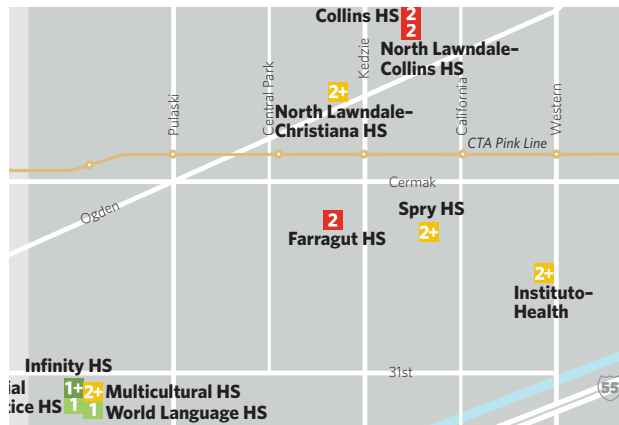 Collins HS
2
2
North Lawndale–
Collins HS
Kedzie
2+
North Lawndale–
Christiana HS
Pulaski
Central Park
California
Western
CTA Pink Line
Cermak
Ogden
2
Farragut HS
Spry HS
2+
2+
Instituto–
Health
31st
55
Infinity HS
ial
1+
2+
Multicultural HS
tice HS
1
1
World Language HS